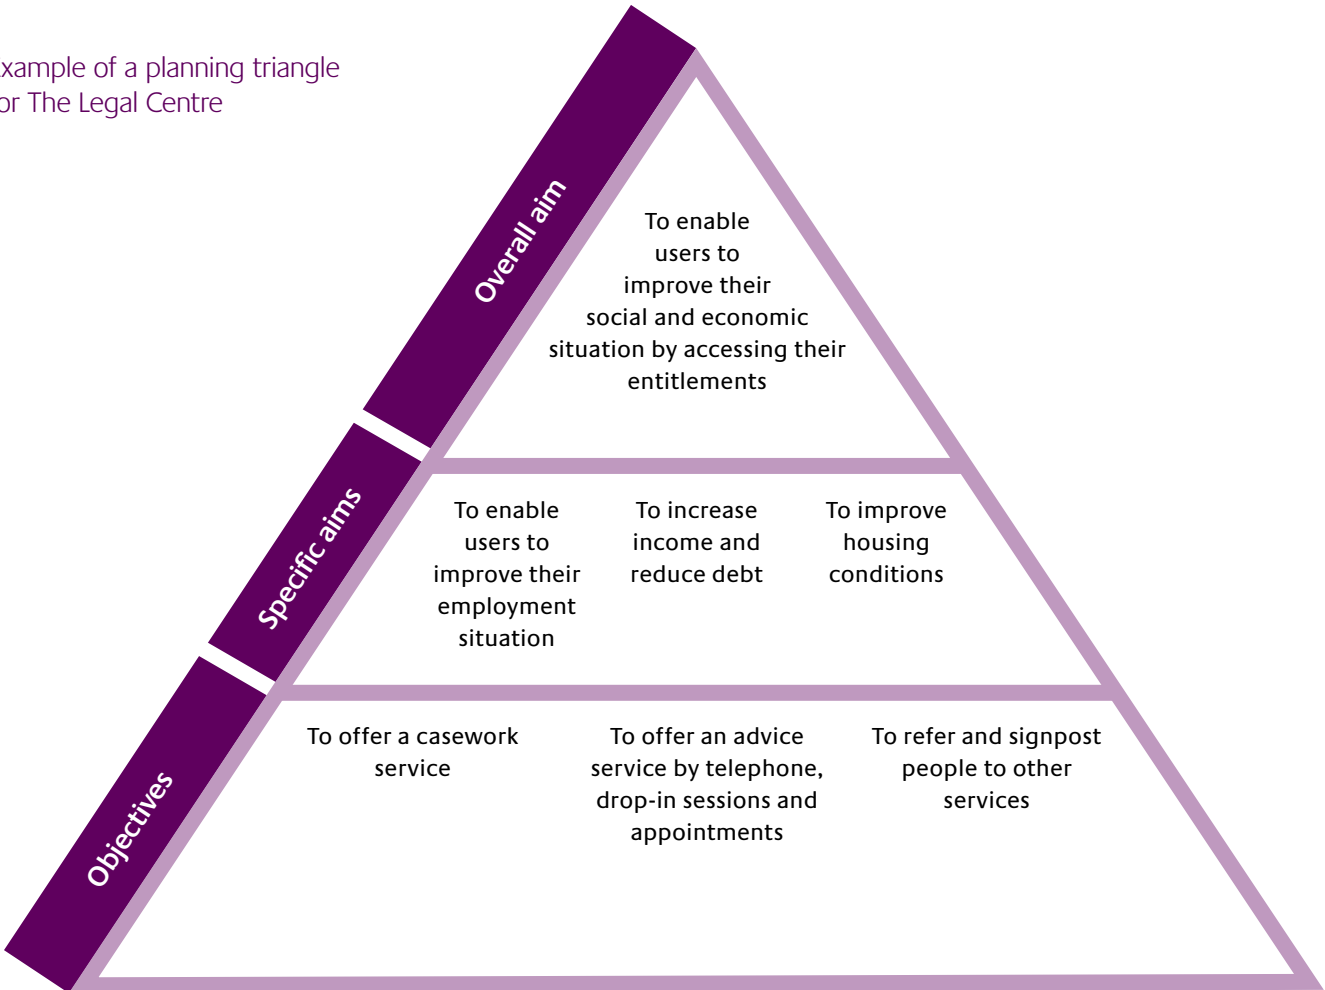 xample of a planning triangle
or The Legal Centre
Overall aim
To enable
users to
improve their
social and economic
situation by accessing their
entitlements
Specific aims
To enable
users to
improve their
employment
situation
To increase
income and
reduce debt
To improve
housing
conditions
Objectives
To offer a casework
service
To offer an advice
service by telephone,
drop-in sessions and
appointments
To refer and signpost
people to other
services